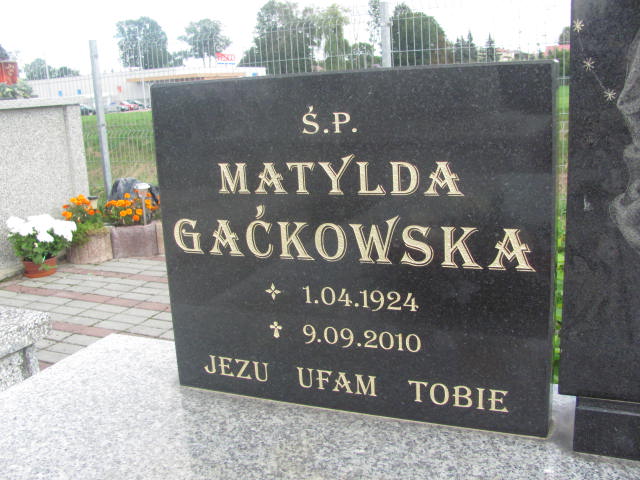 Ś.P.
MATYLDA
GAĆKOWSKA
1.04.1924
9.09.2010
JEZU UFAM TOBIE